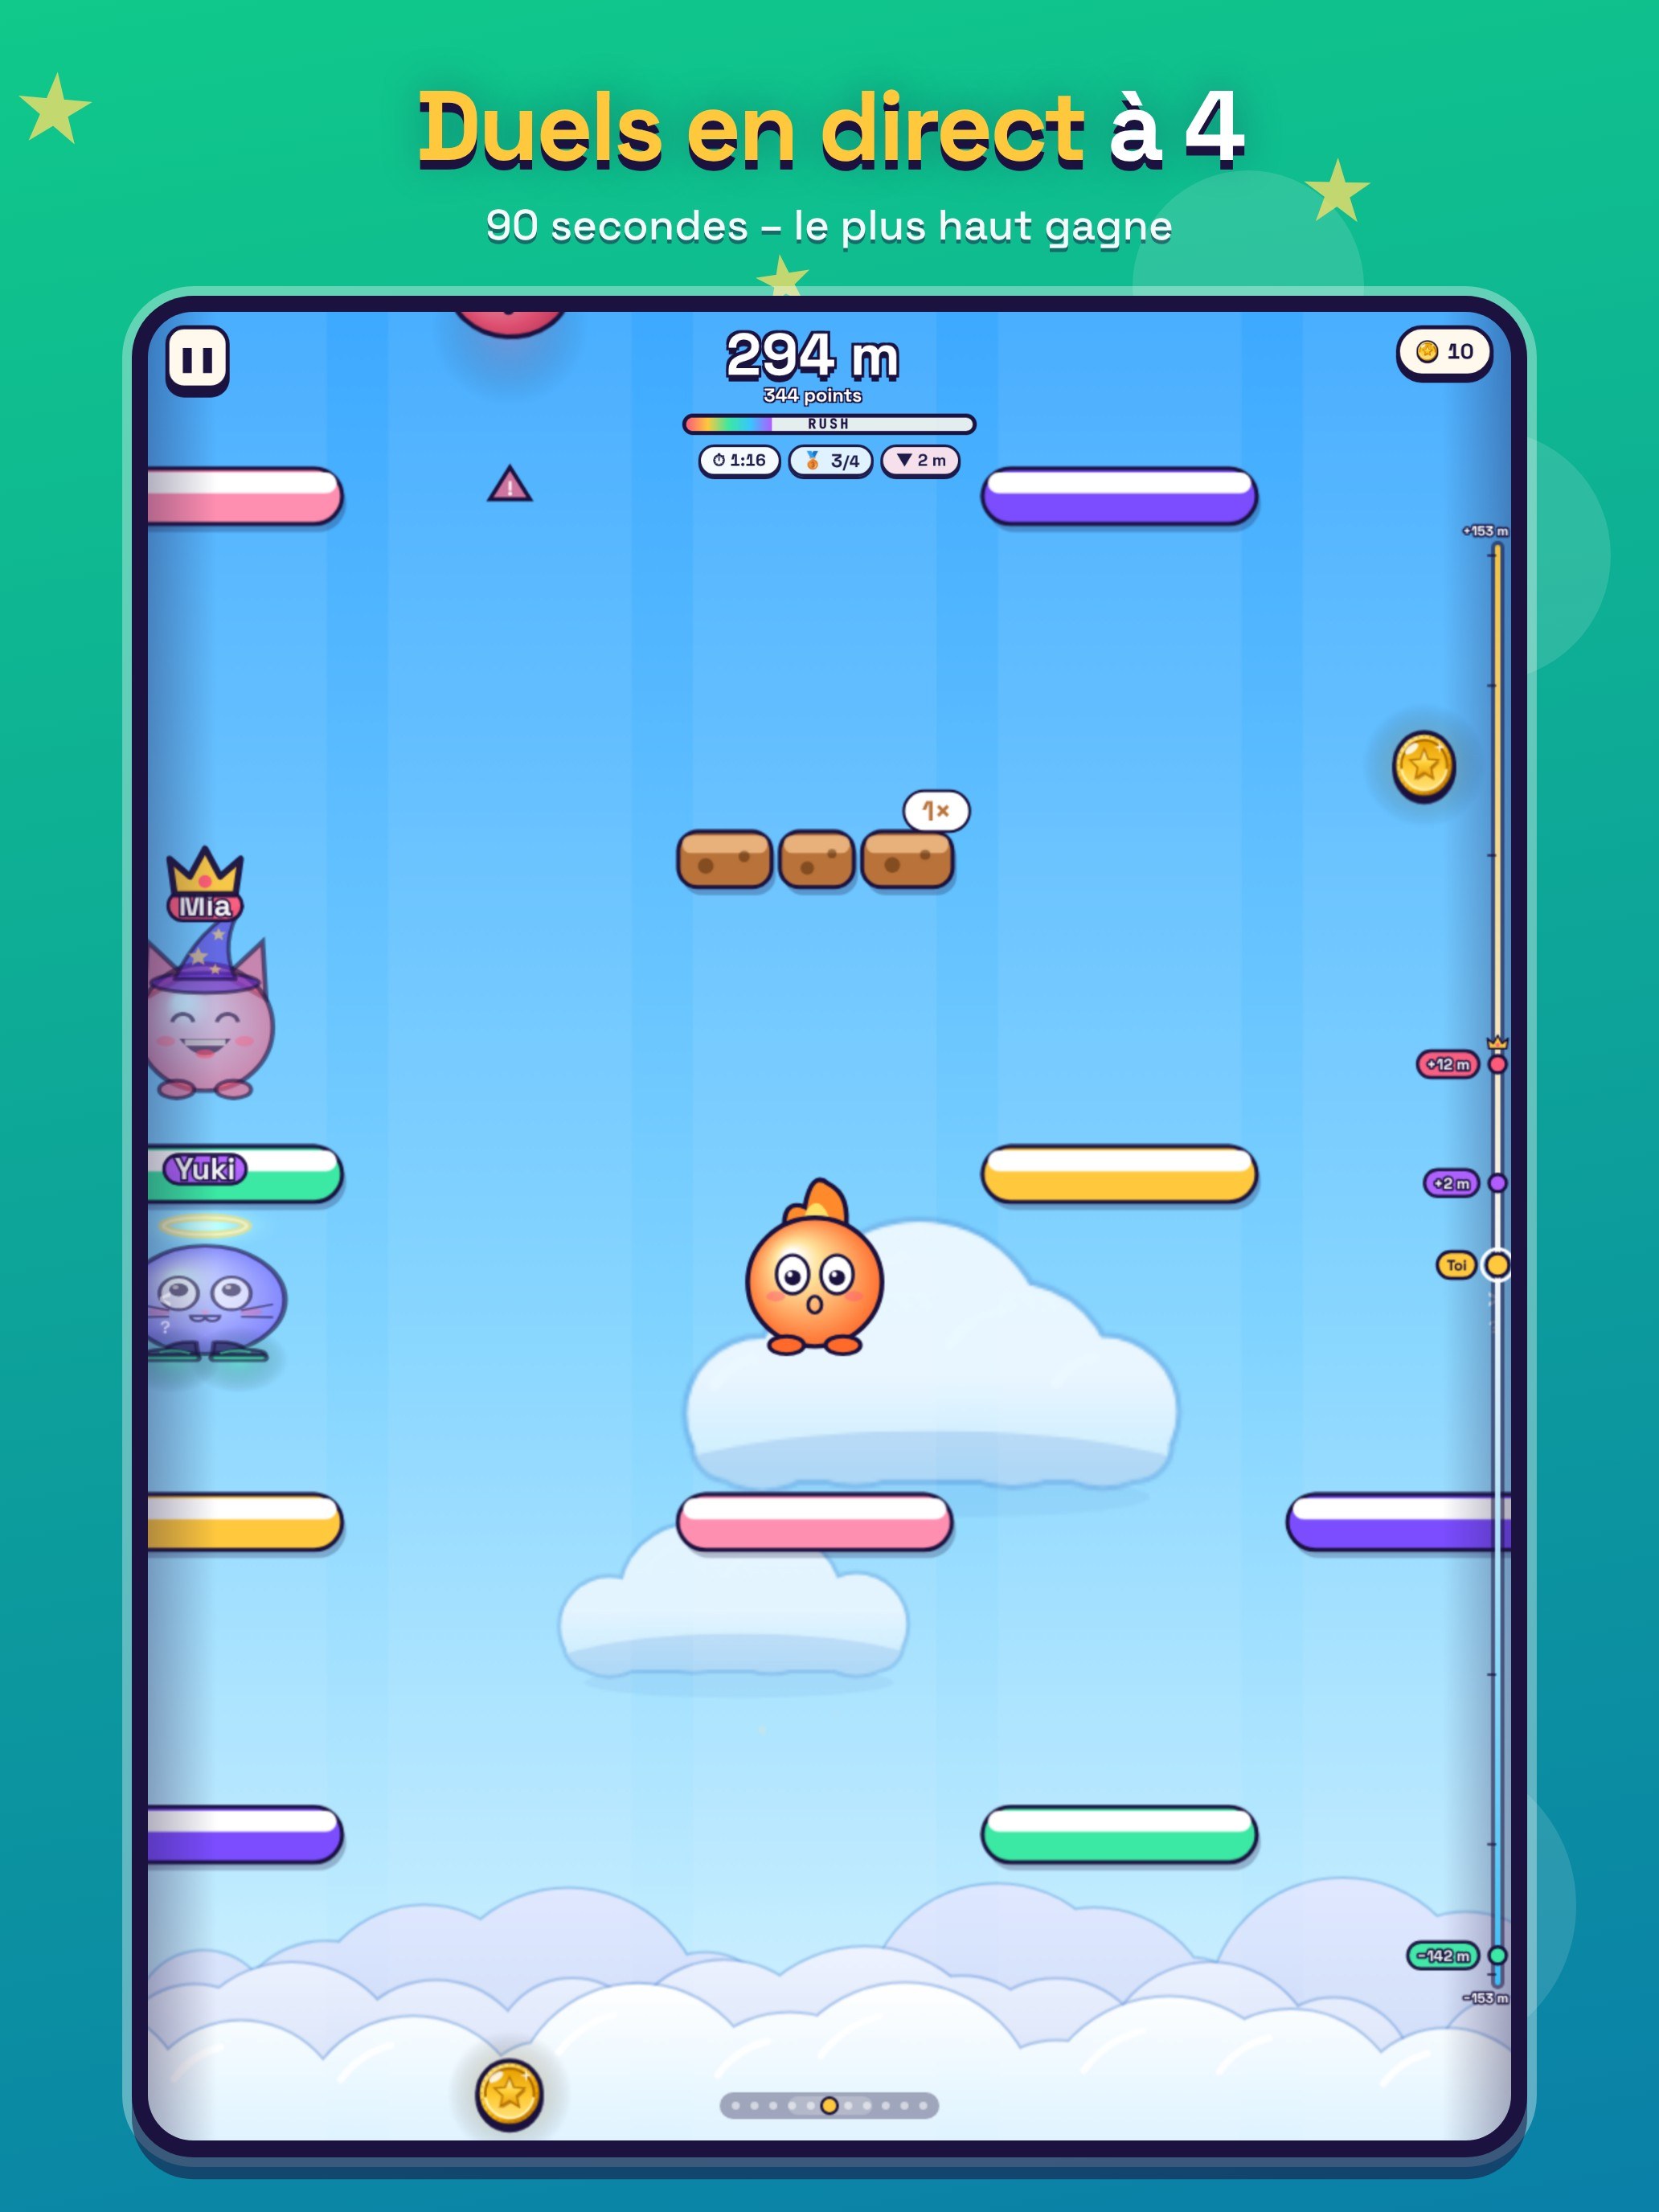 Duels en direct à 4
90 secondes – le plus haut gagne
294 m
10
344 points
RUSH
1:16
3/4
▼ 2 m
!
+153 m
1×
Mia
+12 m
Yuki
+2 m
Toi
?
-142 m
-153 m